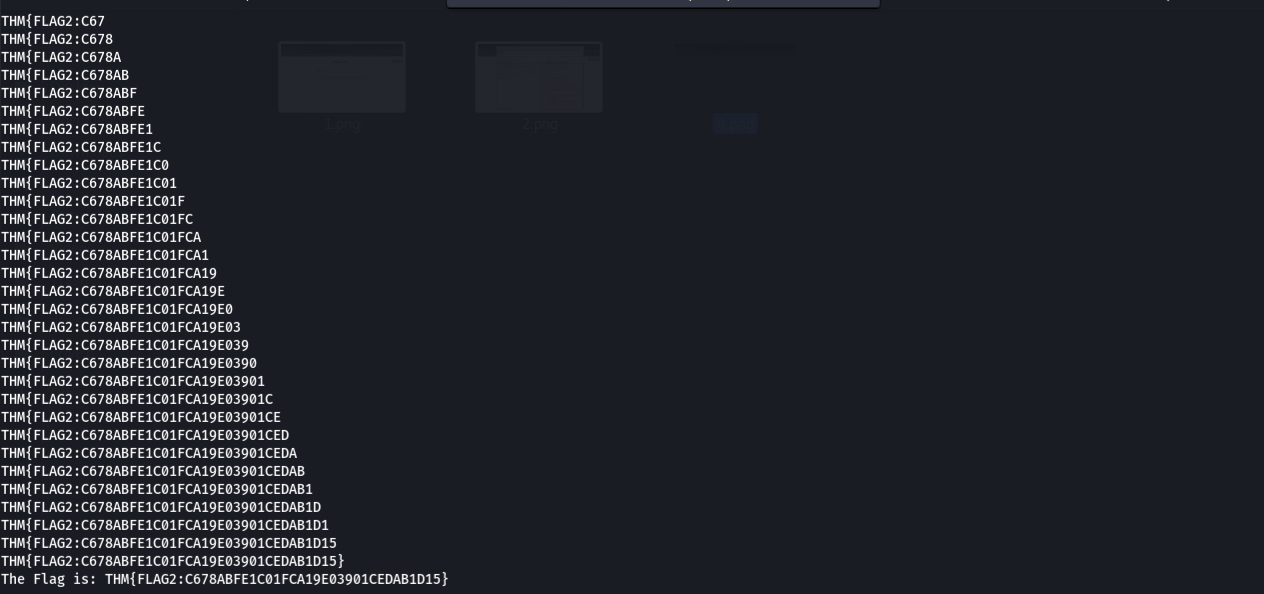 THM{FLAG2:C67
THM{FLAG2:C678
THM{FLAG2:C678A
THM{FLAG2:C678AB
THM{FLAG2:C678ABF
THM{FLAG2:C678ABFE
THM{FLAG2:C678ABFE1
THM{FLAG2:C678ABFE1C
THM{FLAG2:C678ABFE1C0
THM{FLAG2:C678ABFE1C01
THM{FLAG2:C678ABFE1C01F
THM{FLAG2:C678ABFE1C01FC
THM{FLAG2:C678ABFE1C01FCA
THM{FLAG2:C678ABFE1C01FCA1
THM{FLAG2:C678ABFE1C01FCA19
THM{FLAG2:C678ABFE1C01FCA19E
THM{FLAG2:C678ABFE1C01FCA19E0
THM{FLAG2:C678ABFE1C01FCA19E03
THM{FLAG2:C678ABFE1C01FCA19E039
THM{FLAG2:C678ABFE1C01FCA19E0390
THM{FLAG2:C678ABFE1C01FCA19E03901
THM{FLAG2:C678ABFE1C01FCA19E03901C
THM{FLAG2:C678ABFE1C01FCA19E03901CE
THM{FLAG2:C678ABFE1C01FCA19E03901CED
THM{FLAG2:C678ABFE1C01FCA19E03901CEDA
THM{FLAG2:C678ABFE1C01FCA19E03901CEDAB
THM{FLAG2:C678ABFE1C01FCA19E03901CEDAB1
THM{FLAG2:C678ABFE1C01FCA19E03901CEDAB1D
THM{FLAG2:C678ABFE1C01FCA19E03901CEDAB1D1
THM{FLAG2:C678ABFE1C01FCA19E03901CEDAB1D15
THM{FLAG2:C678ABFE1C01FCA19E03901CEDAB1D15}
The Flag is: THM{FLAG2:C678ABFE1C01FCA19E03901CEDAB1D15}
1.png
2.png